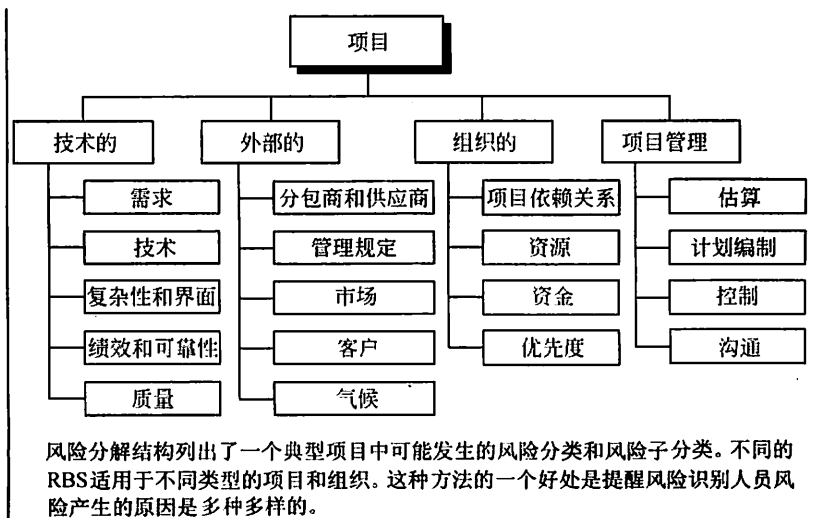 项目
技术的
外部的
组织的
项目管理
需求
分包商和供应商
项目依赖关系
估算
技术
管理规定
资源
计划编制
复杂性和界面
市场
资金
控制
绩效和可靠性
客户
优先度
沟通
质量
气候
风险分解结构列出了一个典型项目中可能发生的风险分类和风险子分类。不同的
RBS适用于不同类型的项目和组织。这种方法的一个好处是提醒风险识别人员风
险产生的原因是多种多样的。